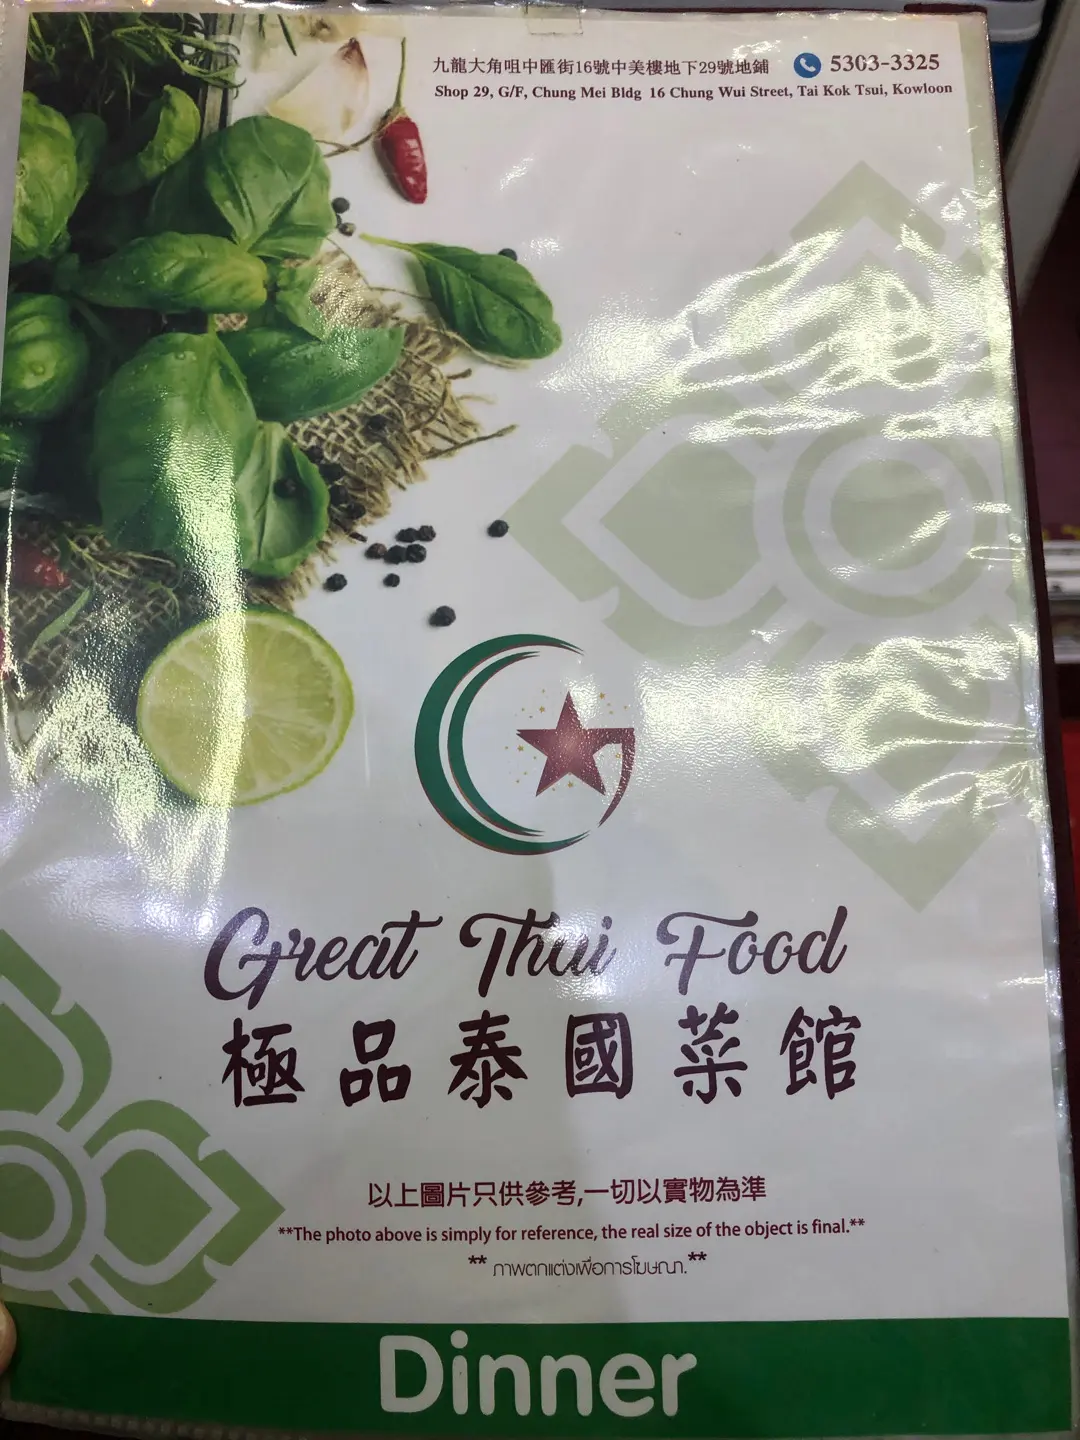 九龍大角咀中匯街16號中美樓地下29號地鋪
5303-3325
Shop 29, G/F, Chung Mei Bldg 16 Chung Wui Street, Tai Kok Tsui, Kowloon
Great Thai Food
極品泰國菜館
以上圖片只供參考,一切以實物為準
**The photo above is simply for reference, the real size of the object is final.**
** ภาพตกแต่งเพื่อการโฆษณา.**
Dinner